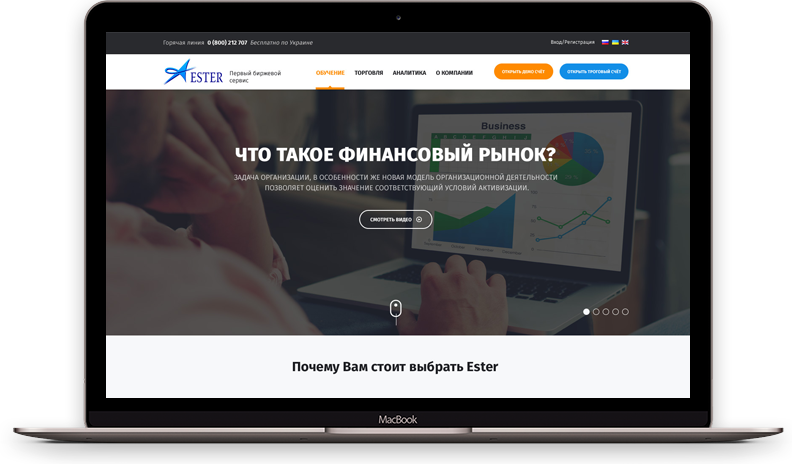 Горячая линия 0 (800) 212 707 Бесплатно по Украине
Вход/Регистрация
ESTER
Первый биржевой
сервис
ОБУЧЕНИЕ ТОРГОВЛЯ АНАЛИТИКА О КОМПАНИИ
ОТКРЫТЬ ДЕМО СЧЁТ
ОТКРЫТЬ ТРОГОВЫЙ СЧЁТ
Business
ЧТО ТАКОЕ ФИНАНСОВЫЙ РЫНОК?
ЗАДАЧА ОРГАНИЗАЦИИ, В ОСОБЕННОСТИ ЖЕ НОВАЯ МОДЕЛЬ ОРГАНИЗАЦИОННОЙ ДЕЯТЕЛЬНОСТИ
ПОЗВОЛЯЕТ ОЦЕНИТЬ ЗНАЧЕНИЕ СООТВЕТСТВУЮЩИЙ УСЛОВИЙ АКТИВИЗАЦИИ.
СМОТРЕТЬ ВИДЕО
Почему Вам стоит выбрать Ester
MacBook